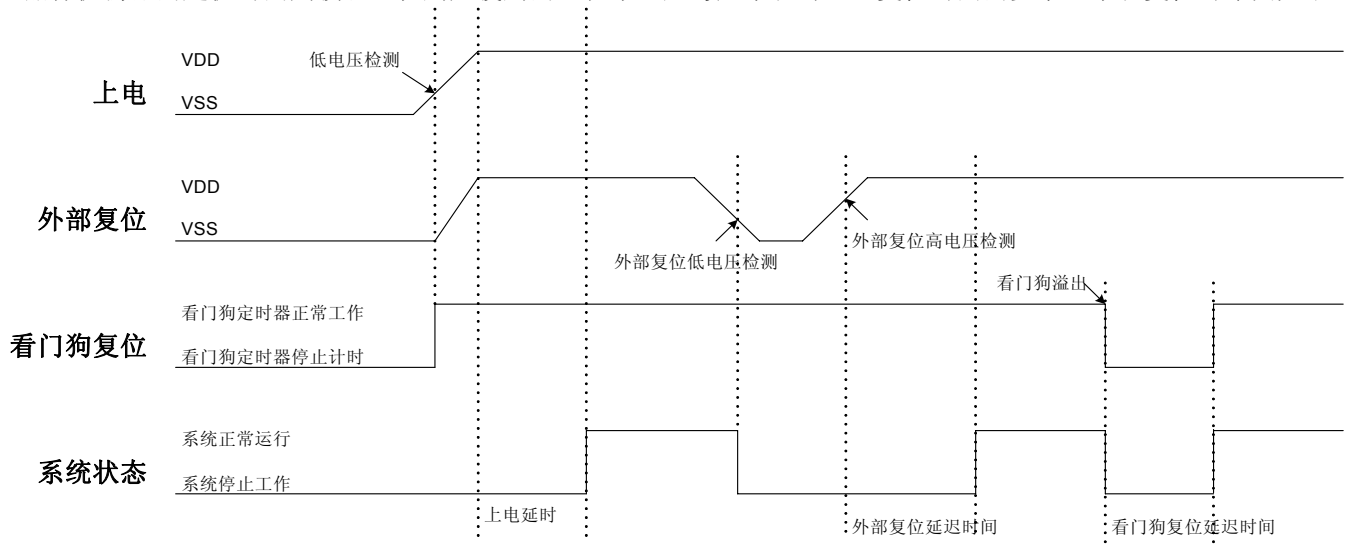 VDD
低电压检测
上电
VSS
VDD
外部复位
VSS
外部复位低电压检测
外部复位高电压检测
看门狗溢出
看门狗定时器正常工作
看门狗复位
看门狗定时器停止计时
系统正常运行
系统状态
系统停止工作
上电延时
外部复位延迟时间
看门狗复位延迟时间